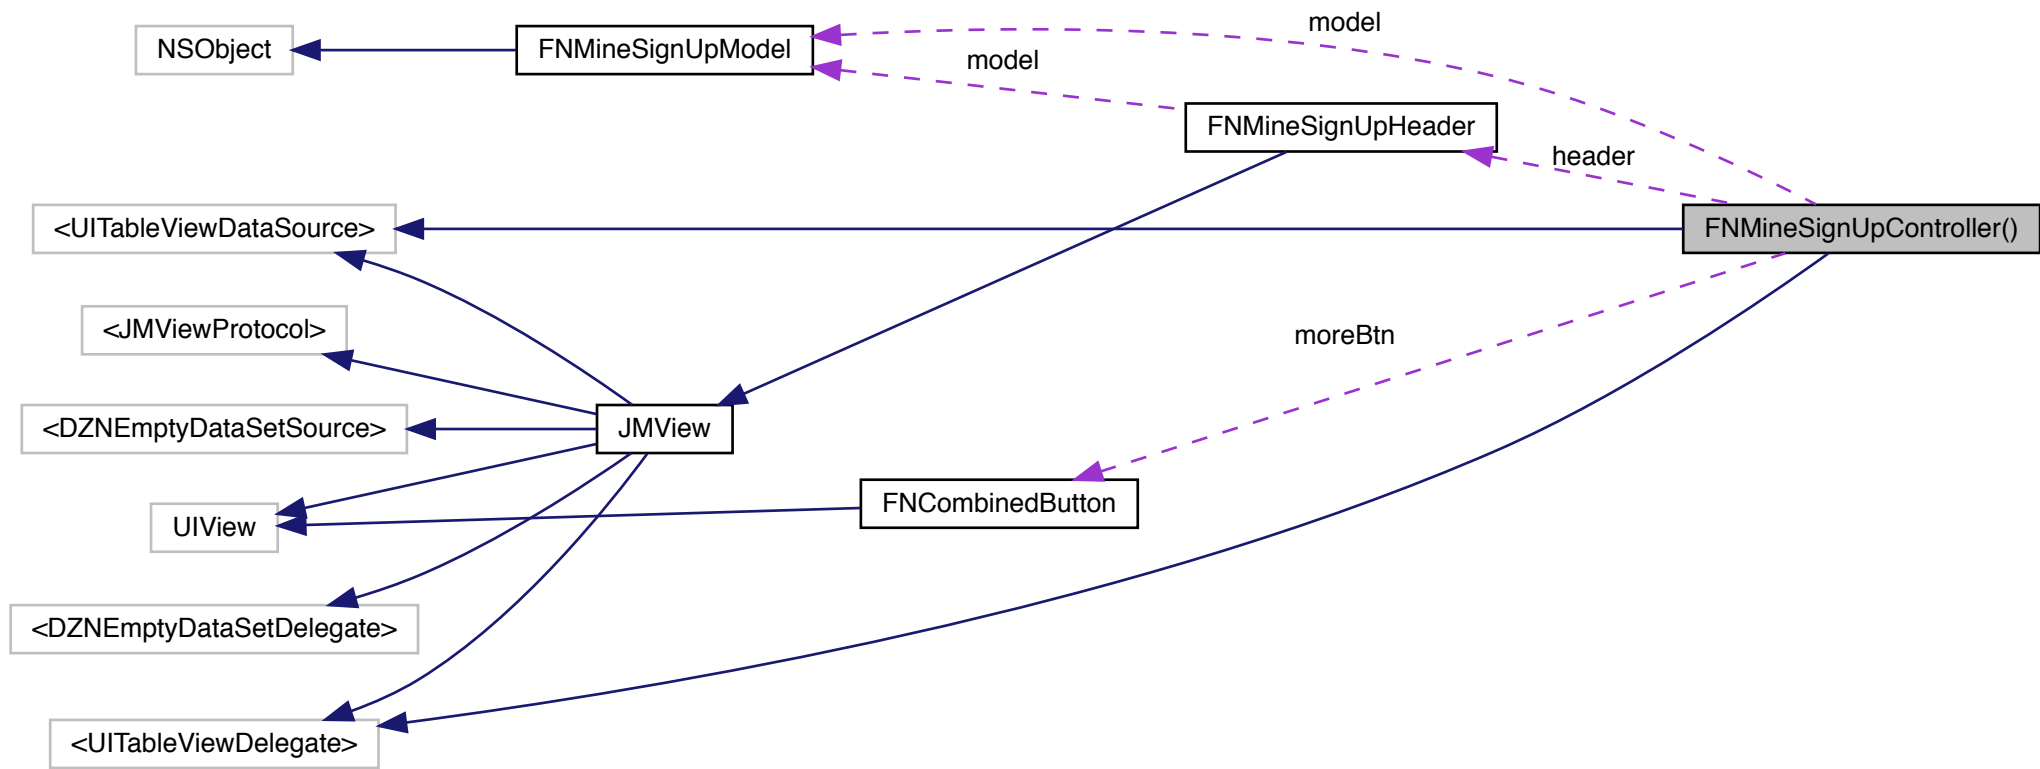 model
NSObject
FNMineSignUpModel
model
FNMineSignUpHeader
header
<UITableViewDataSource>
FNMineSignUpController()
<JMViewProtocol>
moreBtn
<DZNEmptyDataSetSource>
JMView
FNCombinedButton
UIView
<DZNEmptyDataSetDelegate>
<UITableViewDelegate>